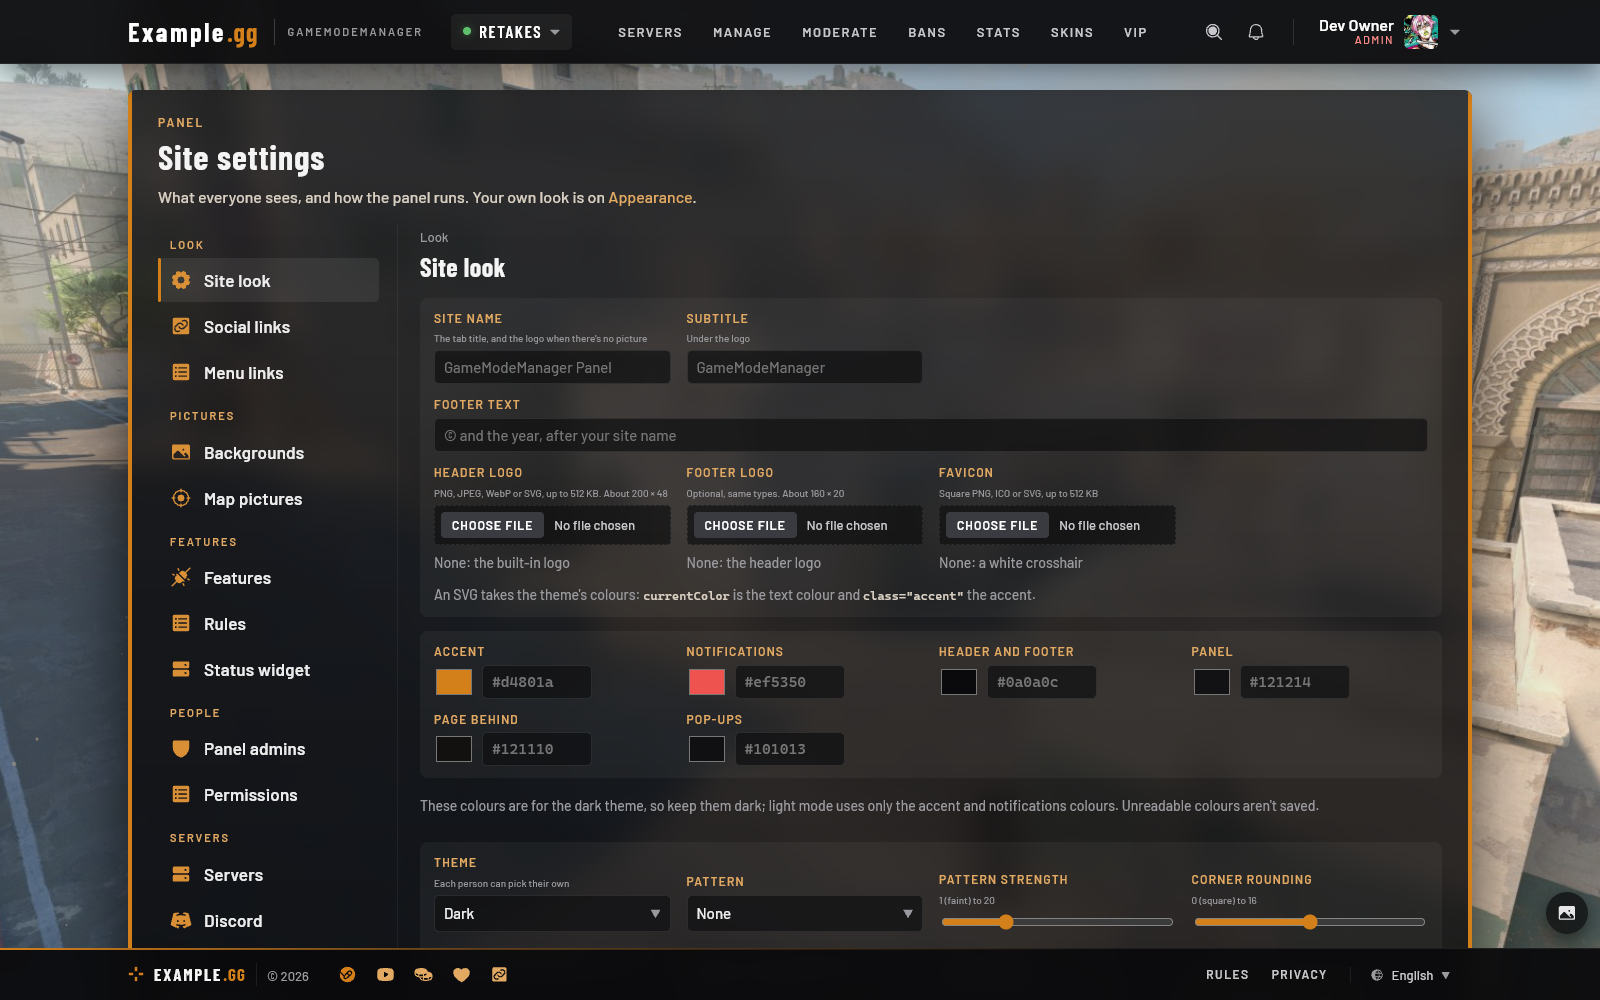 Example.gg
GAMEMODEMANAGER
RETAKES
SERVERS MANAGE MODERATE BANS STATS SKINS VIP
Dev Owner
ADMIN
PANEL
Site settings
What everyone sees, and how the panel runs. Your own look is on Appearance.
LOOK
Site look
Social links
Menu links
PICTURES
Backgrounds
Map pictures
FEATURES
Features
Rules
Status widget
PEOPLE
Panel admins
Permissions
SERVERS
Servers
Discord
Look
Site look
SITE NAME SUBTITLE
The tab title, and the logo when there's no picture Under the logo
GameModeManager Panel GameModeManager
FOOTER TEXT
© and the year, after your site name
HEADER LOGO FOOTER LOGO FAVICON
PNG, JPEG, WebP or SVG, up to 512 KB. About 200 × 48 Optional, same types. About 160 × 20 Square PNG, ICO or SVG, up to 512 KB
CHOOSE FILE No file chosen CHOOSE FILE No file chosen CHOOSE FILE No file chosen
None: the built-in logo None: the header logo None: a white crosshair
An SVG takes the theme's colours: currentColor is the text colour and class="accent" the accent.
ACCENT NOTIFICATIONS HEADER AND FOOTER PANEL
#d4801a #ef5350 #0a0a0c #121214
PAGE BEHIND POP-UPS
#121110 #101013
These colours are for the dark theme, so keep them dark; light mode uses only the accent and notifications colours. Unreadable colours aren't saved.
THEME PATTERN PATTERN STRENGTH CORNER ROUNDING
Each person can pick their own 1 (faint) to 20 0 (square) to 16
Dark None
EXAMPLE.GG © 2026
RULES PRIVACY English